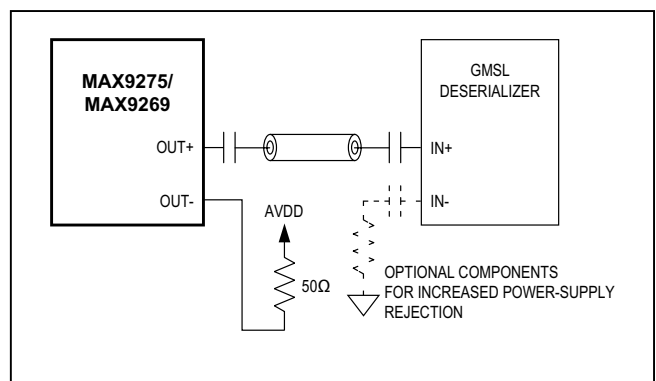 MAX9275/
MAX9269
OUT+
OUT-
AVDD
50Ω
GMSL
DESERIALIZER
IN+
IN-
OPTIONAL COMPONENTS
FOR INCREASED POWER-SUPPLY
REJECTION